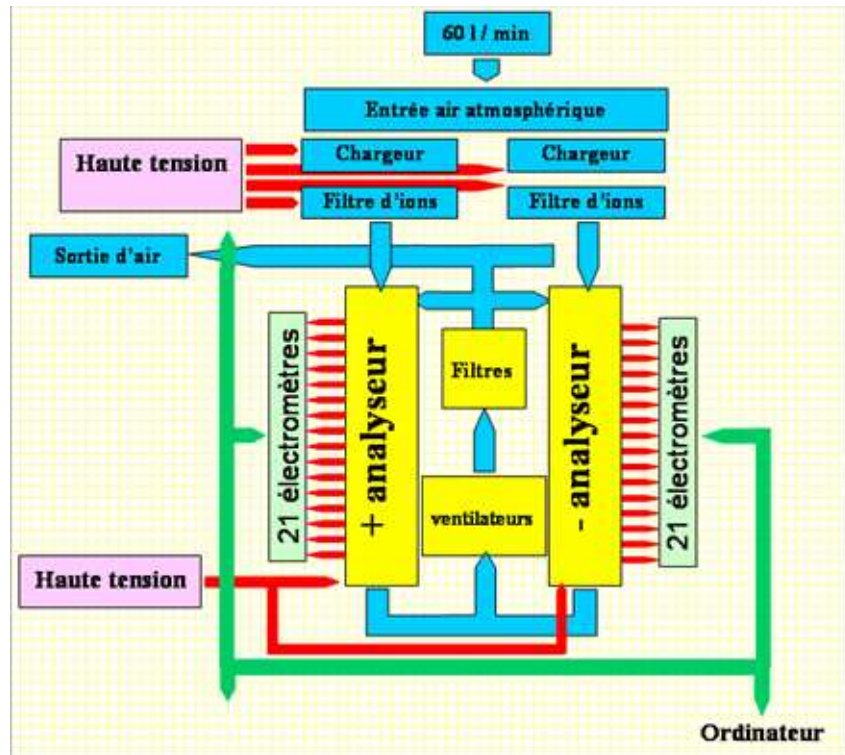 60 l / min
Entrée air atmosphérique
Haute tension
Chargeur
Chargeur
Filtre d'ions
Filtre d'ions
Sortie d'air
21 électromètres
+ analyseur
Filtres
ventilateurs
- analyseur
21 électromètres
Haute tension
Ordinateur